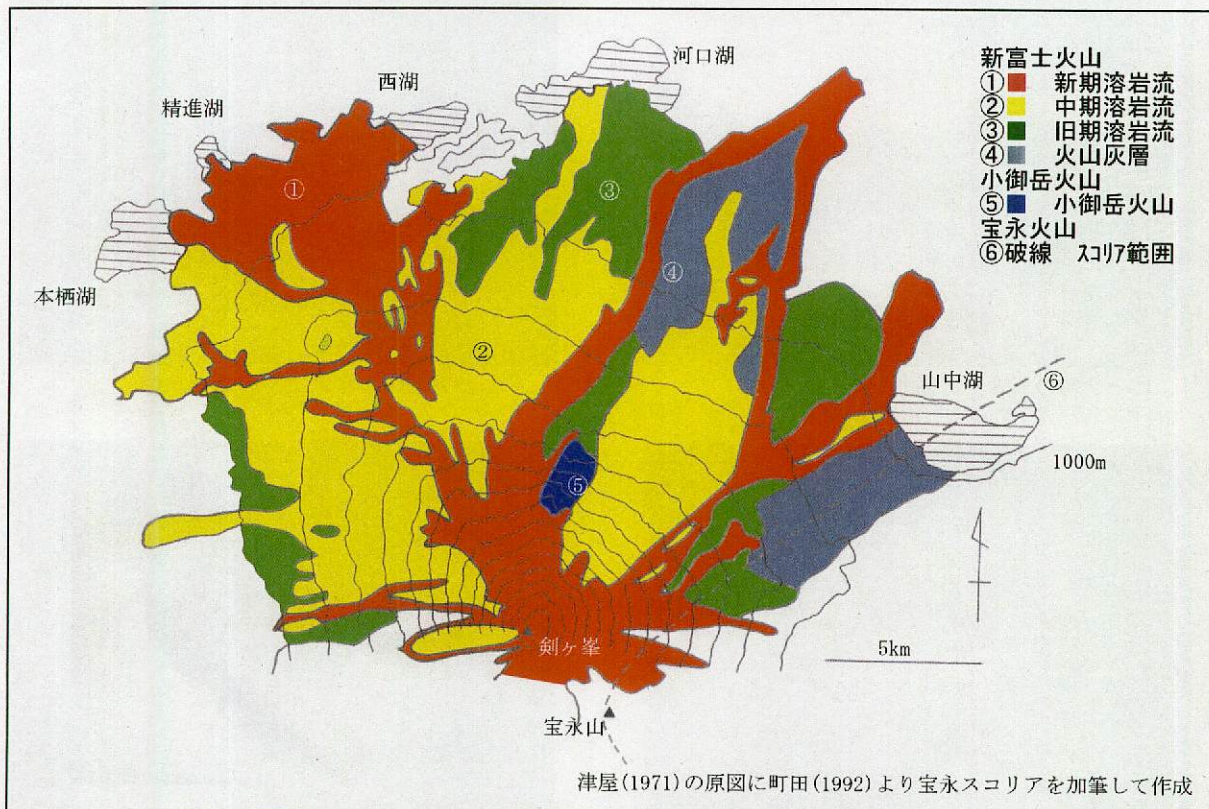 河口湖
西湖
精進湖
本栖湖
新富士火山
①■ 新期溶岩流
②■ 中期溶岩流
③■ 旧期溶岩流
④■ 火山灰層
小御岳火山
⑤■ 小御岳火山
宝永火山
⑥破線 スコリア範囲
①
③
④
②
山中湖
⑥
1000m
⑤
5km
剣ヶ峯
宝永山
津屋(1971)の原図に町田(1992)より宝永スコリアを加筆して作成